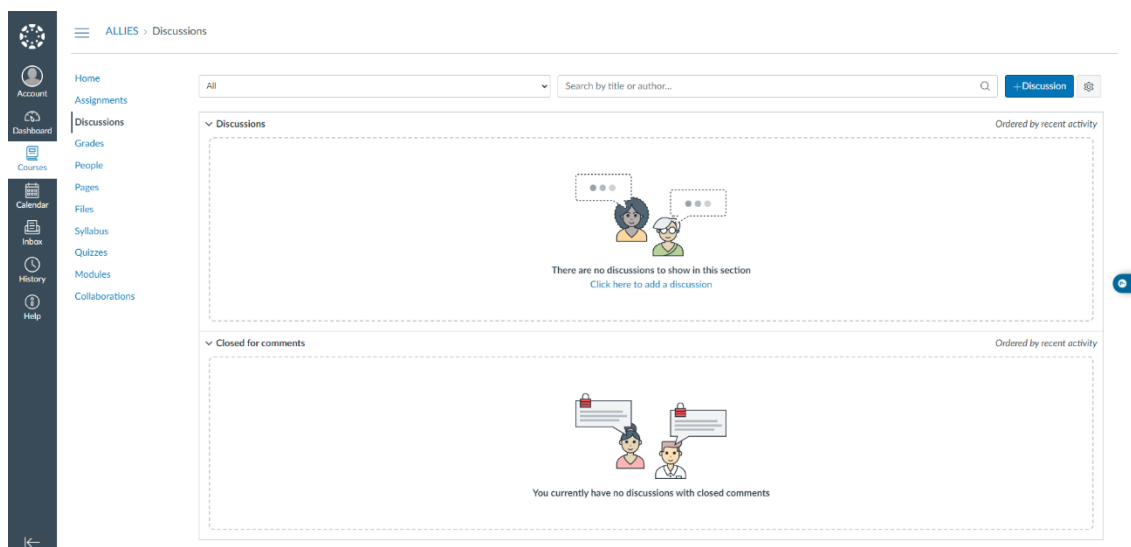 ALLIES > Discussions
Account
Dashboard
Courses
Calendar
Inbox
History
Help
Home
Assignments
Discussions
Grades
People
Pages
Files
Syllabus
Quizzes
Modules
Collaborations
All
Search by title or author...
+Discussion
Discussions
Ordered by recent activity
There are no discussions to show in this section
Click here to add a discussion
Closed for comments
Ordered by recent activity
You currently have no discussions with closed comments